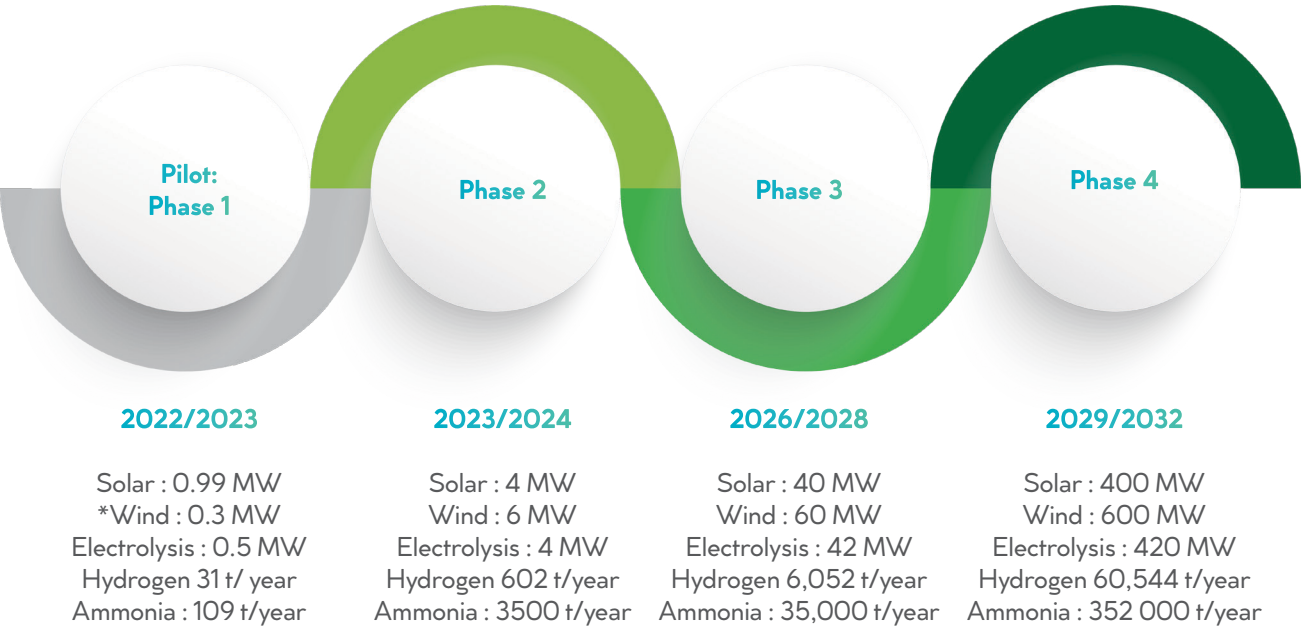 Pilot:
Phase 1
Phase 2
Phase 3
Phase 4
2022/2023
Solar : 0.99 MW
*Wind : 0.3 MW
Electrolysis : 0.5 MW
Hydrogen 31 t/ year
Ammonia : 109 t/year
2023/2024
Solar : 4 MW
Wind : 6 MW
Electrolysis : 4 MW
Hydrogen 602 t/year
Ammonia : 3500 t/year
2026/2028
Solar : 40 MW
Wind : 60 MW
Electrolysis : 42 MW
Hydrogen 6,052 t/year
Ammonia : 35,000 t/year
2029/2032
Solar : 400 MW
Wind : 600 MW
Electrolysis : 420 MW
Hydrogen 60,544 t/year
Ammonia : 352 000 t/year